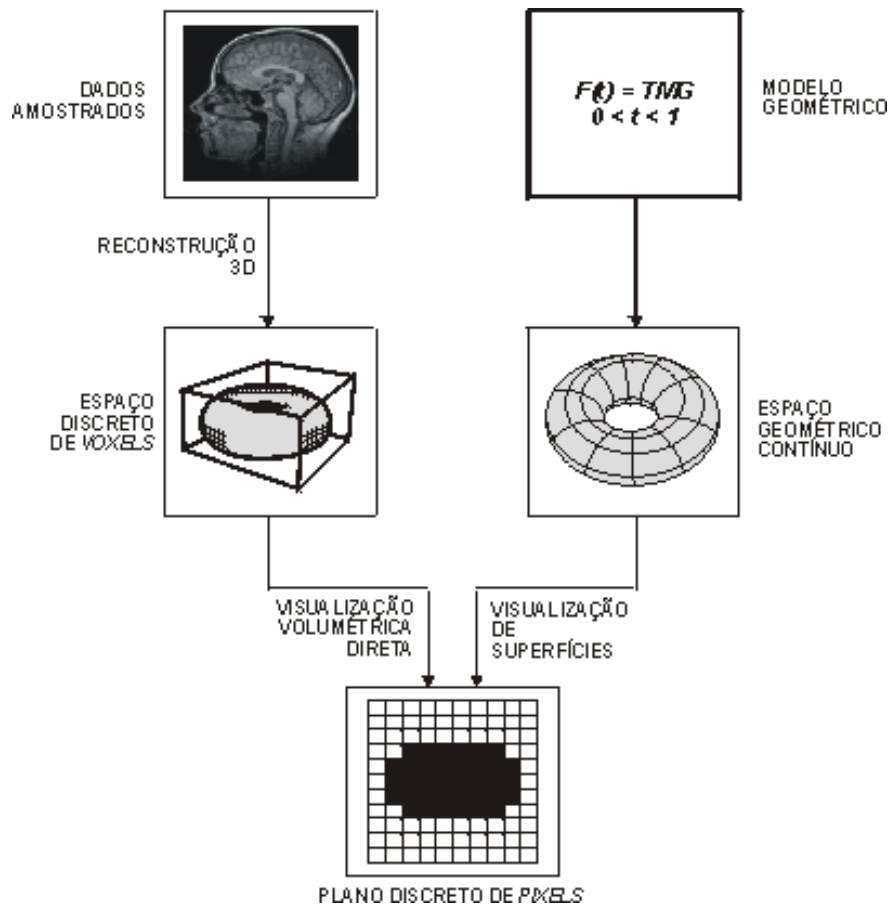 DADOS
AMOSTRADOS
F(t) = TMG
0 < t < 1
MODELO
GEOMÉTRICO
RECONSTRUÇÃO
3D
ESPAÇO
DISCRETO
DE VOXELS
ESPAÇO
GEOMÉTRICO
CONTÍNUO
VISUALIZAÇÃO
VOLUMÉTRICA
DIRETA
VISUALIZAÇÃO
DE
SUPERFÍCIES
PLANO DISCRETO DE PIXELS